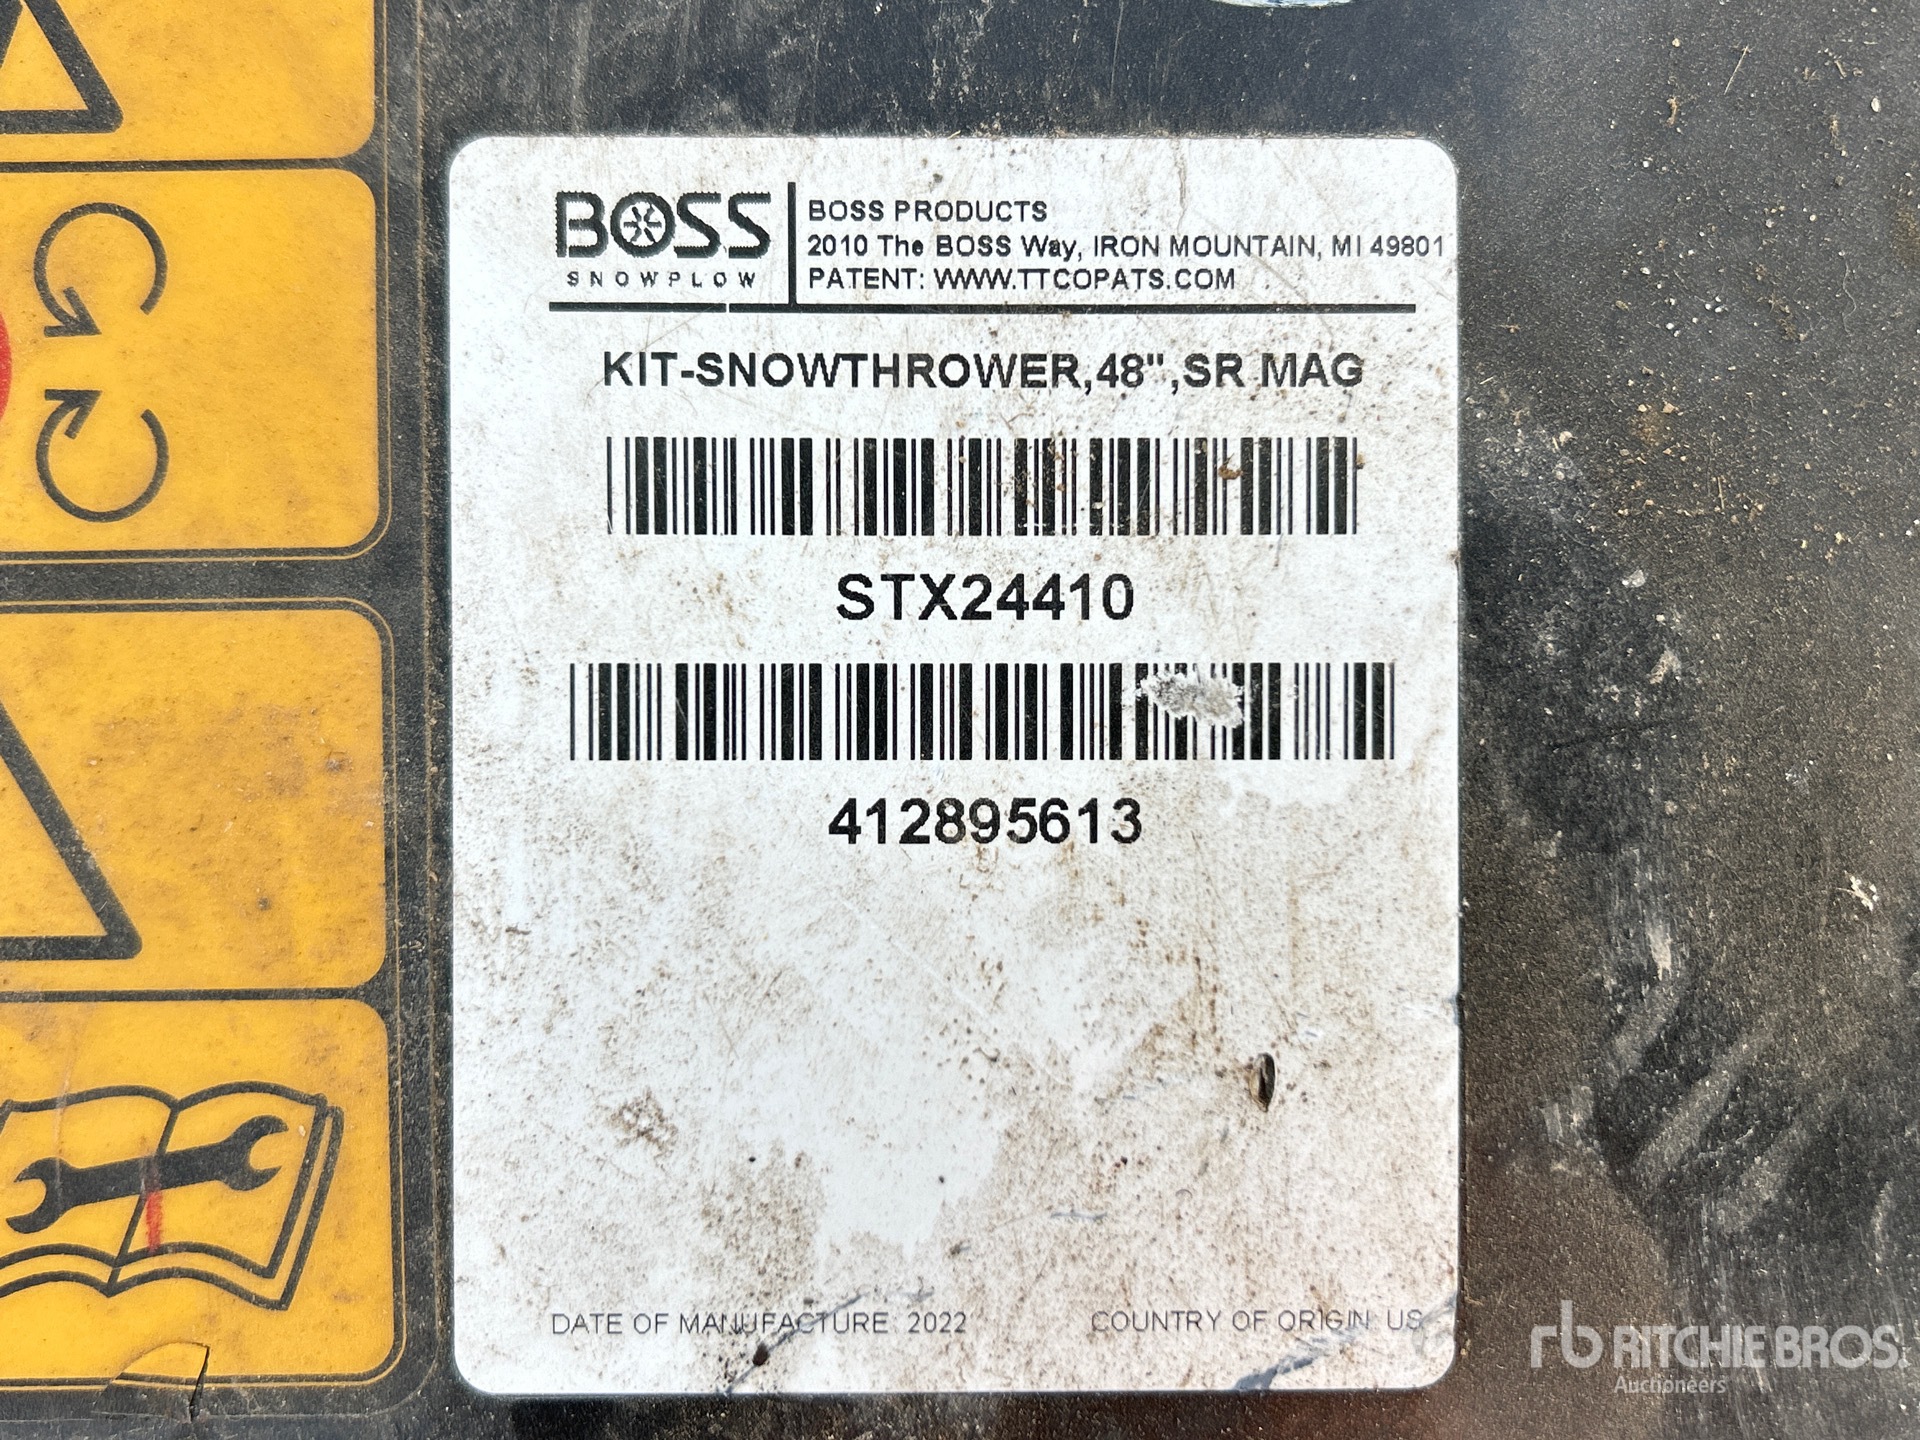 BOSS
SNOWPLOW
BOSS PRODUCTS
2010 The BOSS Way, IRON MOUNTAIN, MI 49801
PATENT: WWW.TTCOPATS.COM
KIT-SNOWTHROWER,48",SR MAG
STX24410
412895613
DATE OF MANUFACTURE 2022
COUNTRY OF ORIGIN US
rb RITCHIE BROS.
Auctioneers